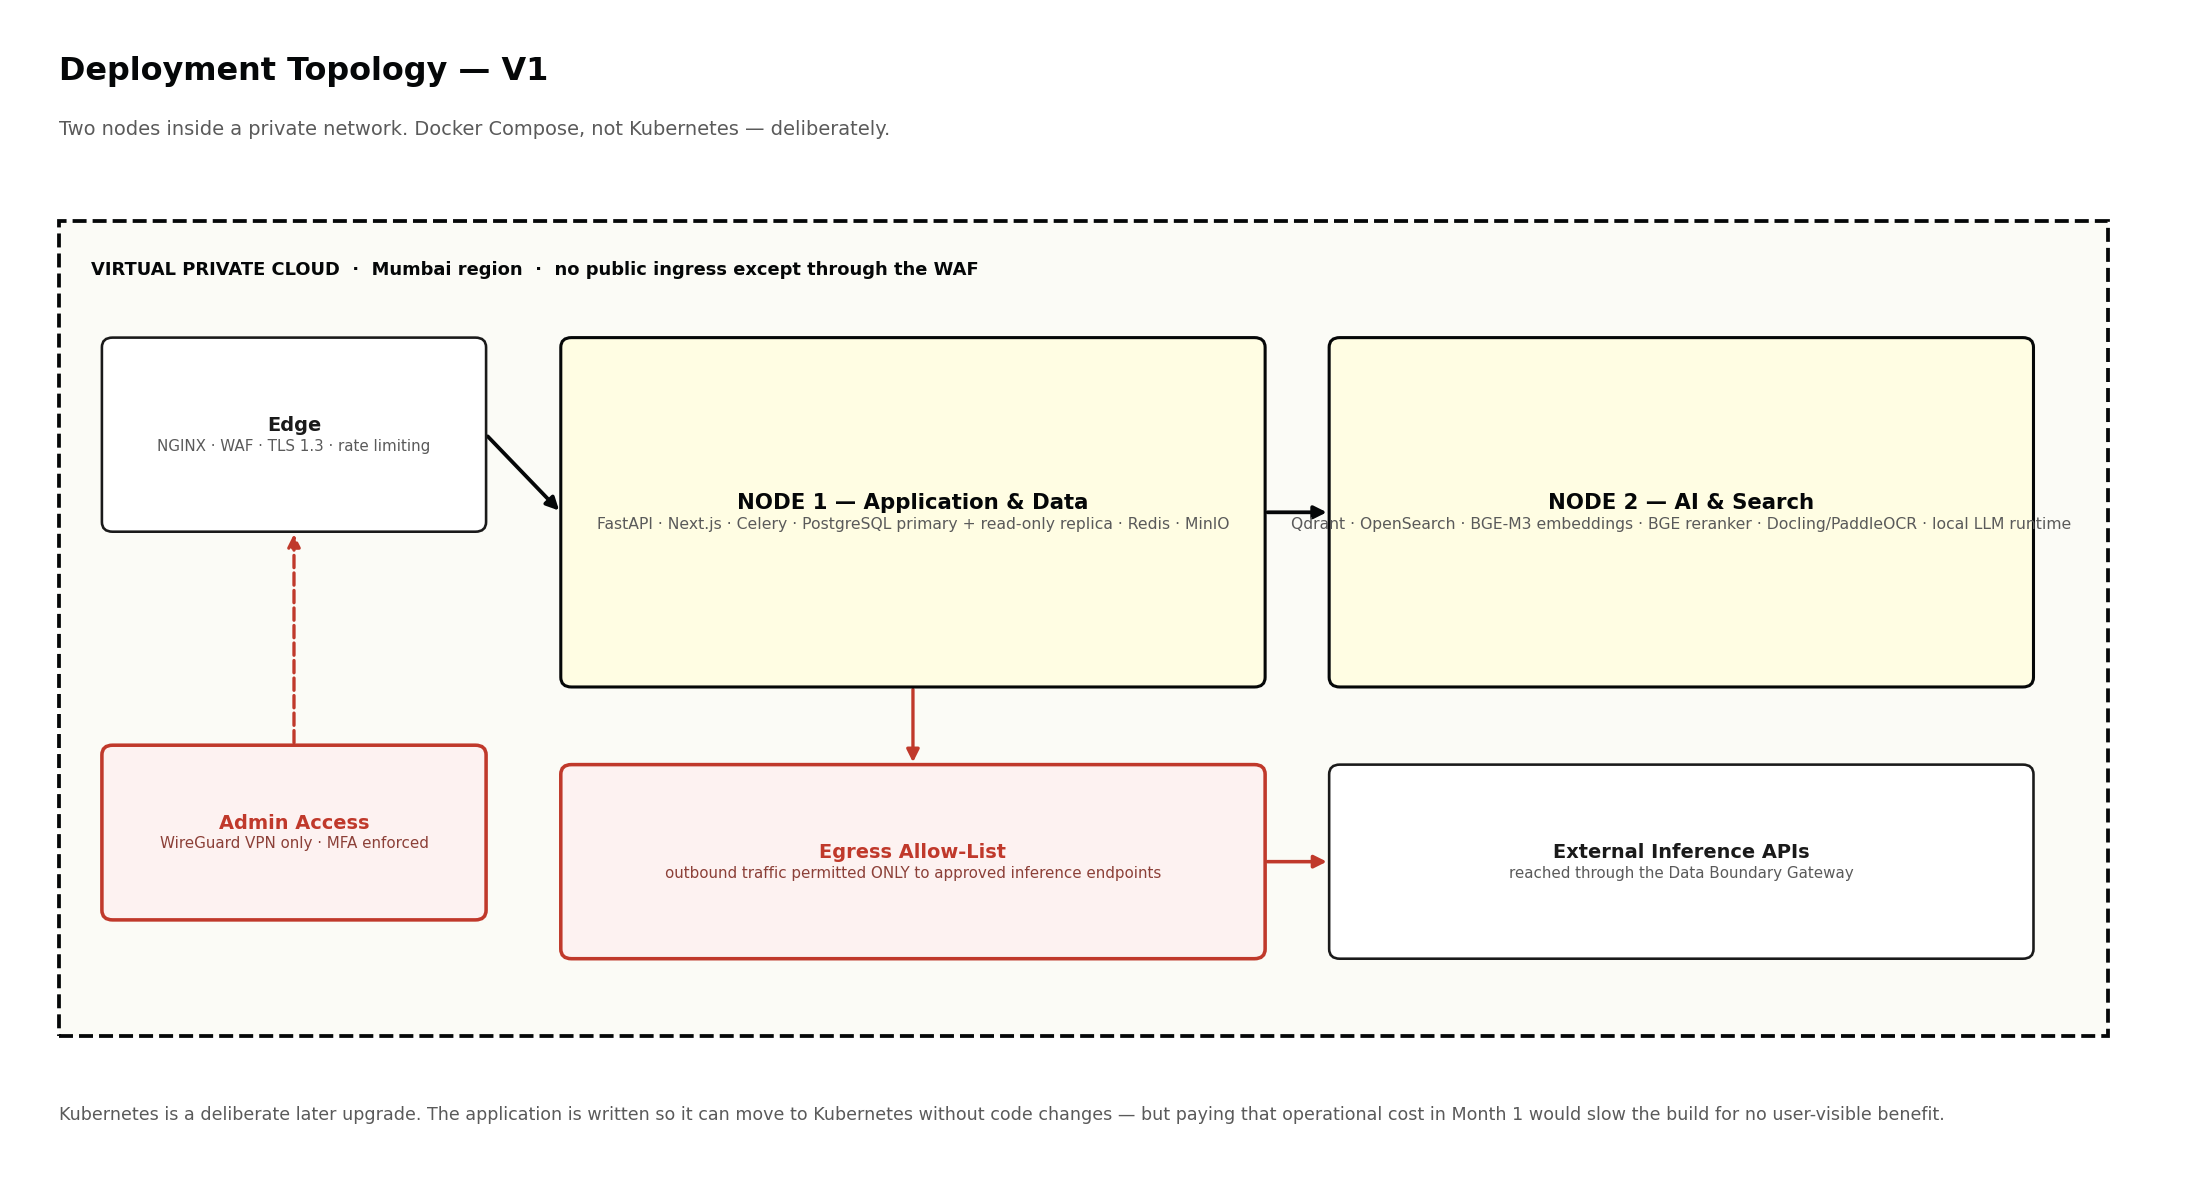 Deployment Topology — V1
Two nodes inside a private network. Docker Compose, not Kubernetes — deliberately.
VIRTUAL PRIVATE CLOUD · Mumbai region · no public ingress except through the WAF
Edge
NGINX · WAF · TLS 1.3 · rate limiting
NODE 1 — Application & Data
FastAPI · Next.js · Celery · PostgreSQL primary + read-only replica · Redis · MinIO
NODE 2 — AI & Search
Qdrant · OpenSearch · BGE-M3 embeddings · BGE reranker · Docling/PaddleOCR · local LLM runtime
Admin Access
WireGuard VPN only · MFA enforced
Egress Allow-List
outbound traffic permitted ONLY to approved inference endpoints
External Inference APIs
reached through the Data Boundary Gateway
Kubernetes is a deliberate later upgrade. The application is written so it can move to Kubernetes without code changes — but paying that operational cost in Month 1 would slow the build for no user-visible benefit.